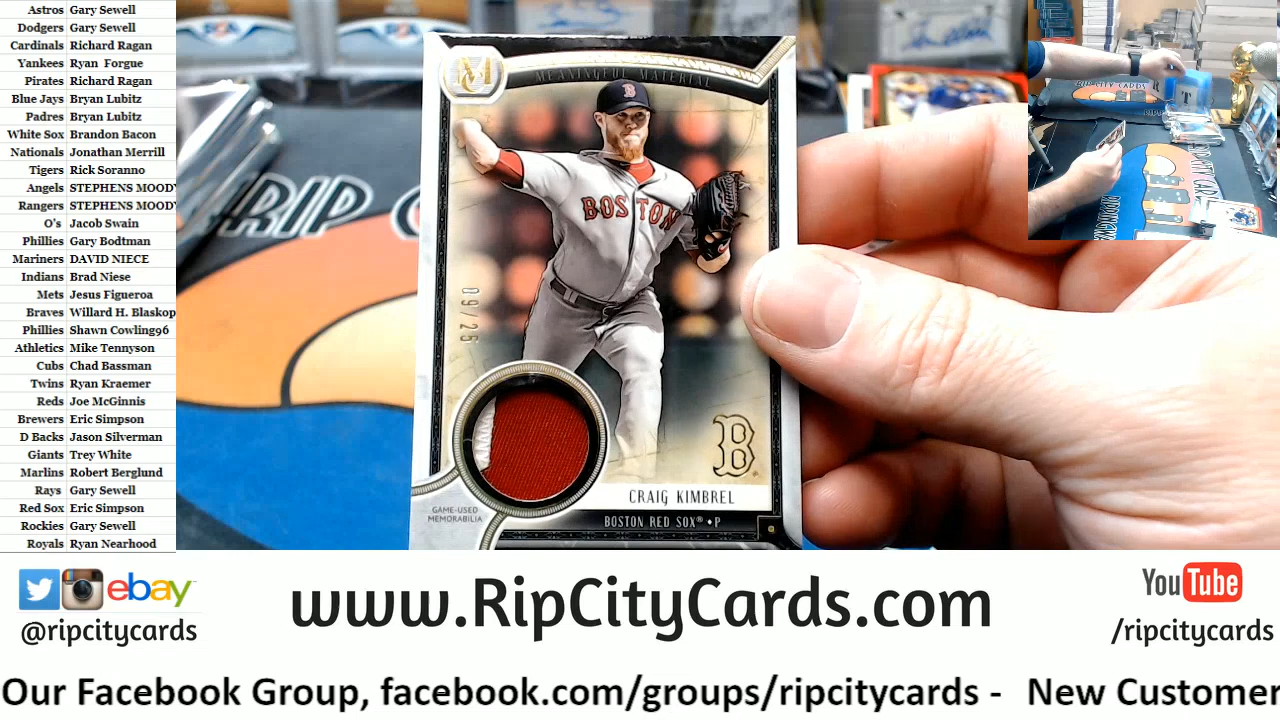 Astros Gary Sewell
Dodgers Gary Sewell
Cardinals Richard Ragan
Yankees Ryan Forgue
Pirates Richard Ragan
Blue Jays Bryan Lubitz
Padres Bryan Lubitz
White Sox Brandon Bacon
Nationals Jonathan Merrill
Tigers Rick Soranno
Angels STEPHENS MOODY
Rangers STEPHENS MOODY
O's Jacob Swain
Phillies Gary Bodtman
Mariners DAVID NIECE
Indians Brad Niese
Mets Jesus Figueroa
Braves Willard H. Blaskop
Phillies Shawn Cowling96
Athletics Mike Tennyson
Cubs Chad Bassman
Twins Ryan Kraemer
Reds Joe McGinnis
Brewers Eric Simpson
D Backs Jason Silverman
Giants Trey White
Marlins Robert Berglund
Rays Gary Sewell
Red Sox Eric Simpson
Rockies Gary Sewell
Royals Ryan Nearhood
MEANINGFUL MATERIAL
B
BOSTON
09/25
B
CRAIG KIMBREL
GAME-USED
MEMORABILIA
BOSTON RED SOX® • P
RIP C
RIP CITY CARDS
RIP
T
ebay
@ripcitycards
www.RipCityCards.com
YouTube
/ripcitycards
Our Facebook Group, facebook.com/groups/ripcitycards - New Customer